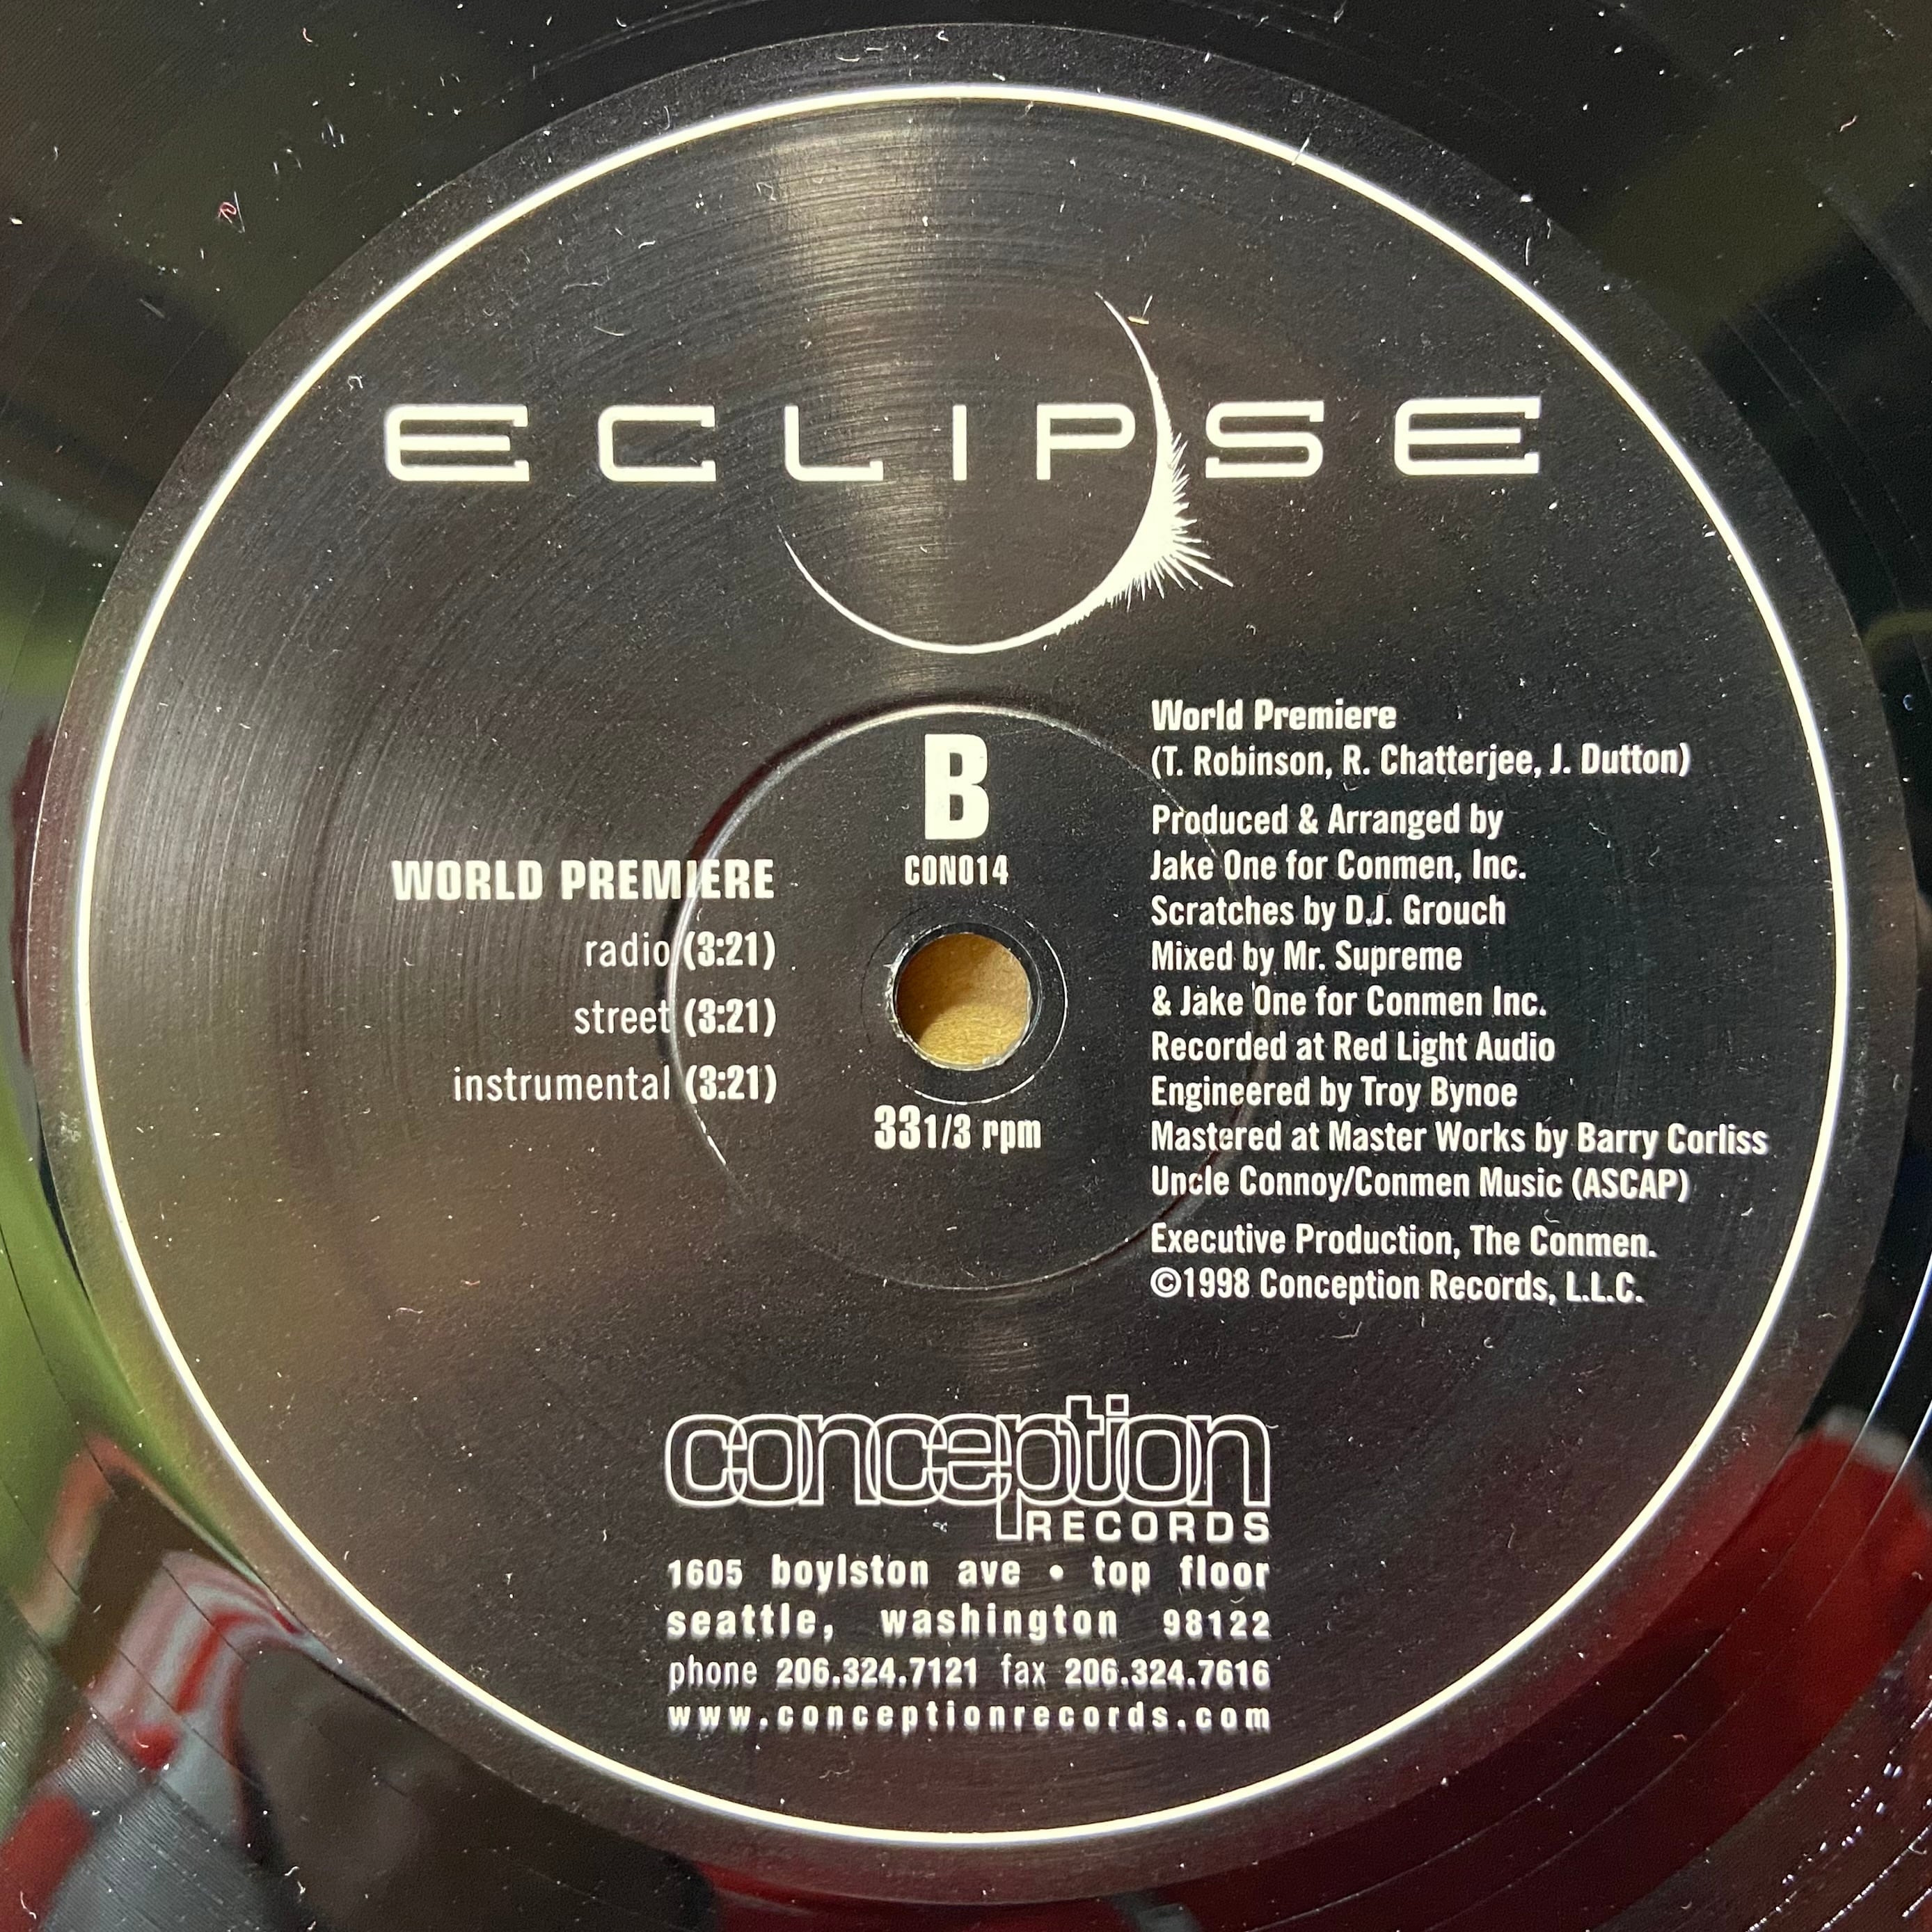 ECLIPSE
B
CON014
WORLD PREMIERE
radio (3:21)
street (3:21)
instrumental (3:21)
33 1/3 rpm
World Premiere
(T. Robinson, R. Chatterjee, J. Dutton)
Produced & Arranged by
Jake One for Conmen, Inc.
Scratches by D.J. Grouch
Mixed by Mr. Supreme
& Jake One for Conmen Inc.
Recorded at Red Light Audio
Engineered by Troy Bynoe
Mastered at Master Works by Barry Corliss
Uncle Connoy/Conmen Music (ASCAP)
Executive Production, The Conmen.
©1998 Conception Records, L.L.C.
conception
RECORDS
1605 boylston ave • top floor
seattle, washington 98122
phone 206.324.7121 fax 206.324.7616
www.conceptionrecords.com